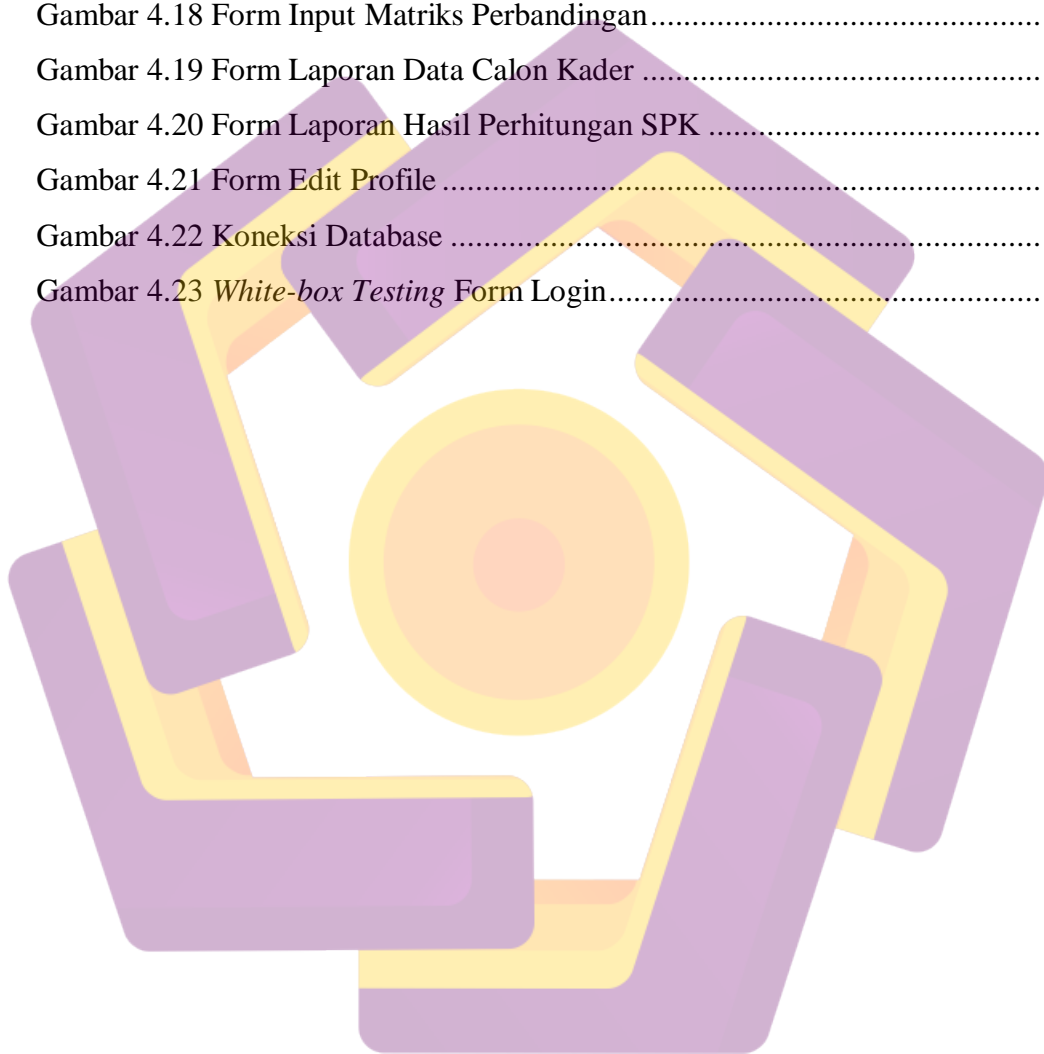 Gambar 4.18 Form Input Matriks Perbandingan................................................
Gambar 4.19 Form Laporan Data Calon Kader ................................................
Gambar 4.20 Form Laporan Hasil Perhitungan SPK ........................................
Gambar 4.21 Form Edit Profile.........................................................................
Gambar 4.22 Koneksi Database ........................................................................
Gambar 4.23 White-box Testing Form Login.....................................................